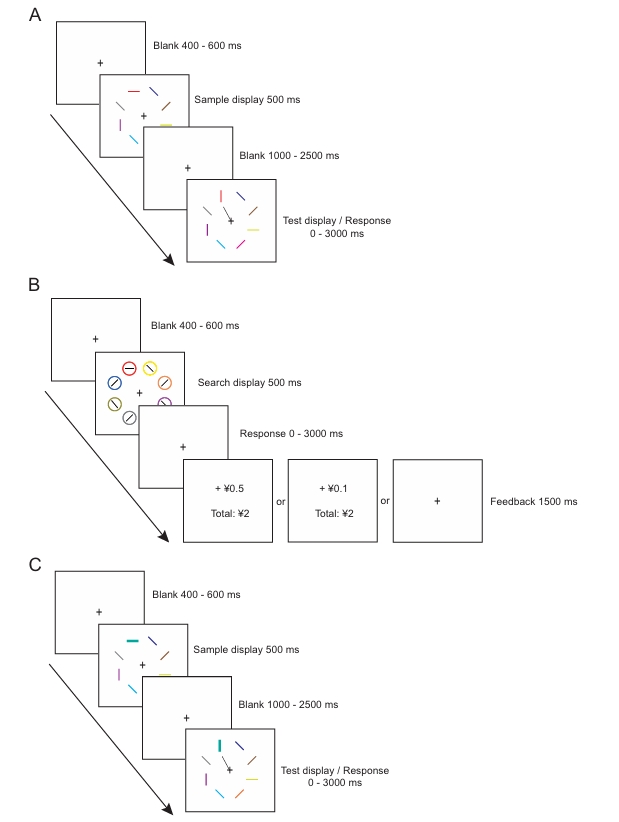 A
Blank 400 - 600 ms
Sample display 500 ms
Blank 1000 - 2500 ms
Test display / Response
0 - 3000 ms
B
Blank 400 - 600 ms
Search display 500 ms
Response 0 - 3000 ms
+ ¥0.5
Total: ¥2
or
+ ¥0.1
Total: ¥2
or
Feedback 1500 ms
C
Blank 400 - 600 ms
Sample display 500 ms
Blank 1000 - 2500 ms
Test display / Response
0 - 3000 ms